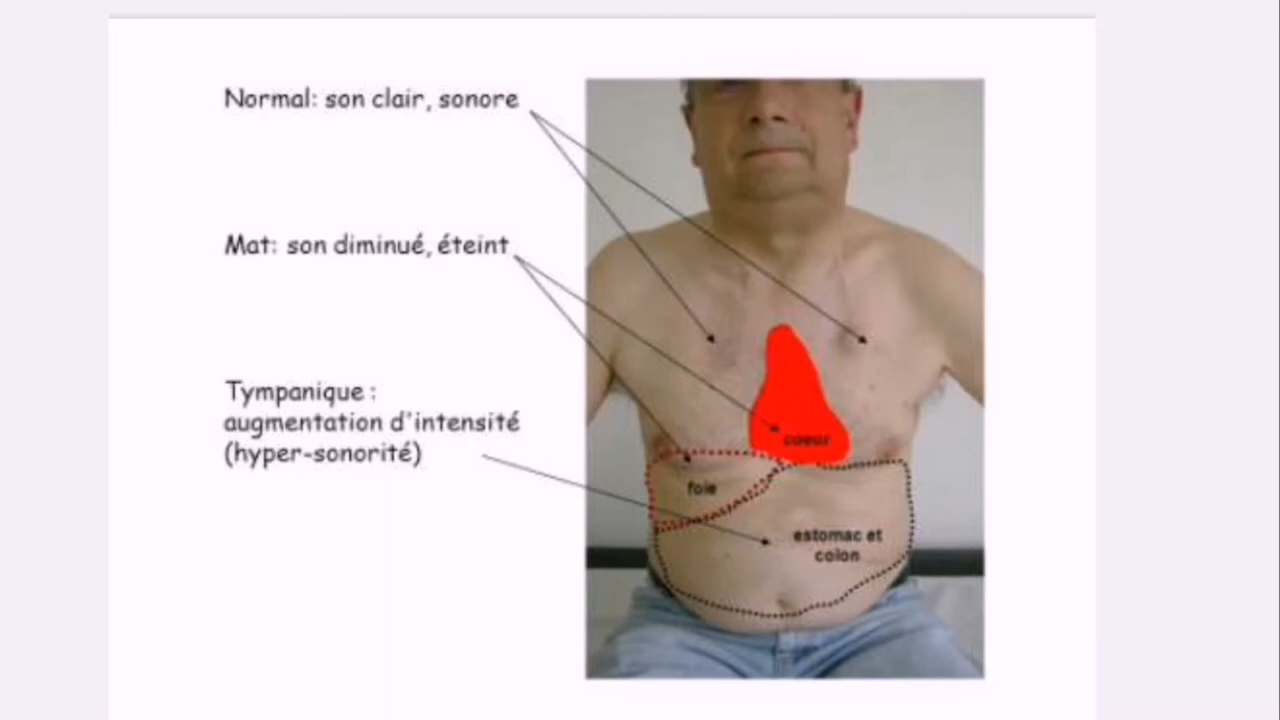 Normal: son clair, sonore
Mat: son diminué, éteint
Tympanique :
augmentation d'intensité
(hyper-sonorité)
coeur
foie
estomac et
colon